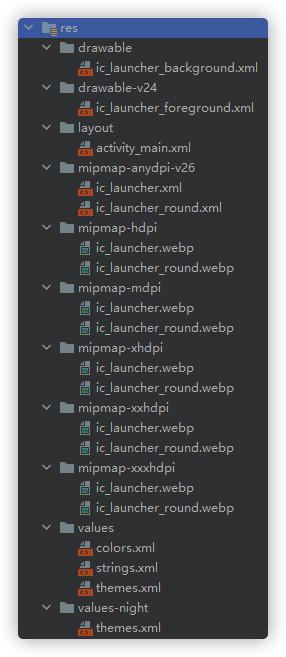 res
drawable
ic_launcher_background.xml
drawable-v24
ic_launcher_foreground.xml
layout
activity_main.xml
mipmap-anydpi-v26
ic_launcher.xml
ic_launcher_round.xml
mipmap-hdpi
ic_launcher.webp
ic_launcher_round.webp
mipmap-mdpi
ic_launcher.webp
ic_launcher_round.webp
mipmap-xhdpi
ic_launcher.webp
ic_launcher_round.webp
mipmap-xxhdpi
ic_launcher.webp
ic_launcher_round.webp
mipmap-xxxhdpi
ic_launcher.webp
ic_launcher_round.webp
values
colors.xml
strings.xml
themes.xml
values-night
themes.xml